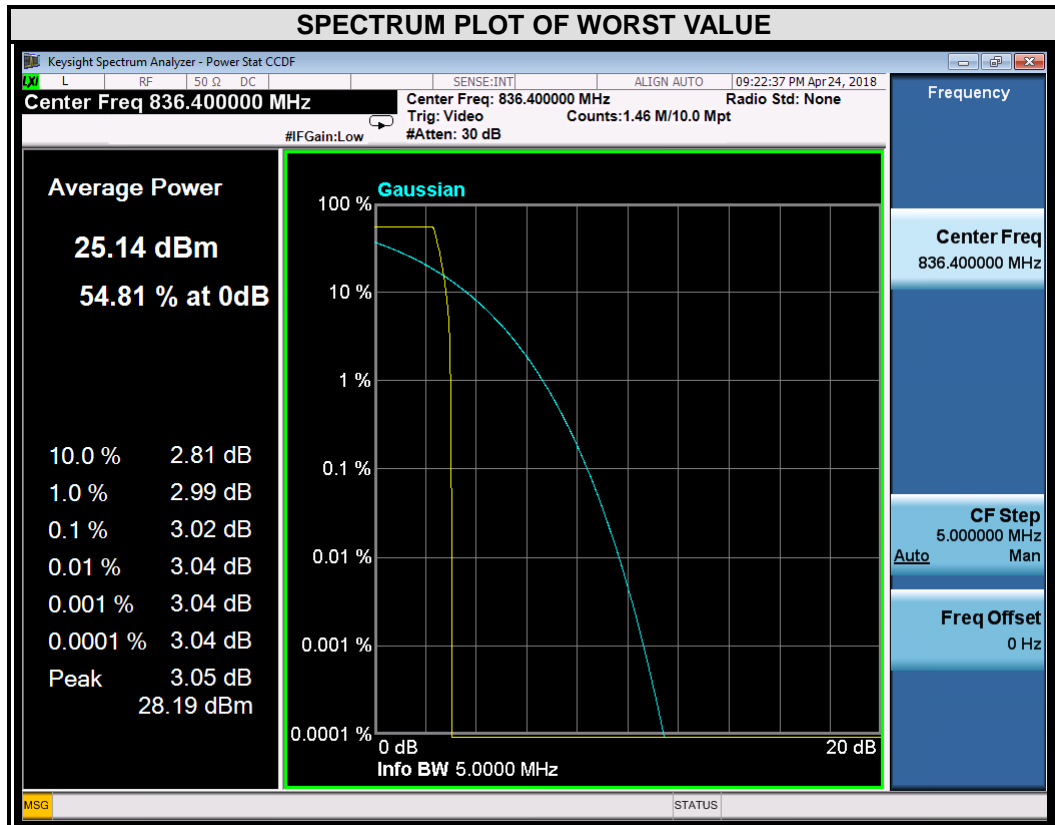 SPECTRUM PLOT OF WORST VALUE
Keysight Spectrum Analyzer - Power Stat CCDF
LXI L RF 50 Ω DC SENSE:INT ALIGN AUTO 09:22:37 PM Apr 24, 2018
Center Freq 836.400000 MHz
Center Freq: 836.400000 MHz Radio Std: None
Trig: Video Counts:1.46 M/10.0 Mpt
#IFGain:Low #Atten: 30 dB
Average Power
25.14 dBm
54.81 % at 0dB
10.0 % 2.81 dB
1.0 % 2.99 dB
0.1 % 3.02 dB
0.01 % 3.04 dB
0.001 % 3.04 dB
0.0001 % 3.04 dB
Peak 3.05 dB
28.19 dBm
Gaussian
100 %
10 %
1 %
0.1 %
0.01 %
0.001 %
0.0001 %
0 dB 20 dB
Info BW 5.0000 MHz
Frequency
Center Freq
836.400000 MHz
CF Step
5.000000 MHz
Auto Man
Freq Offset
0 Hz
MSG STATUS